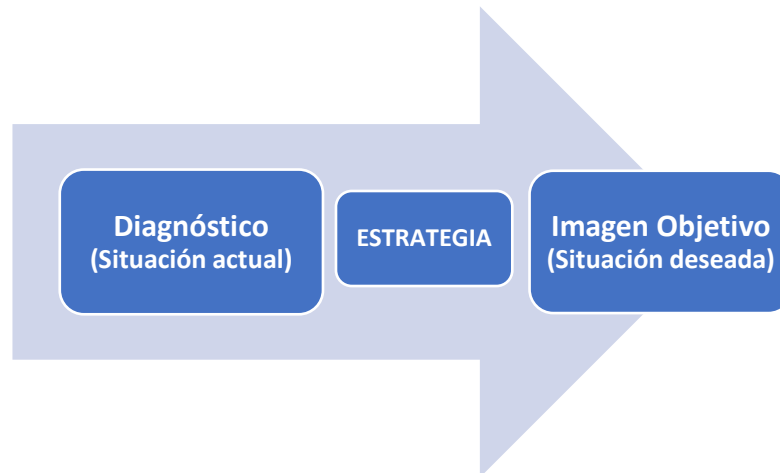 Diagnóstico
(Situación actual)
ESTRATEGIA
Imagen Objetivo
(Situación deseada)